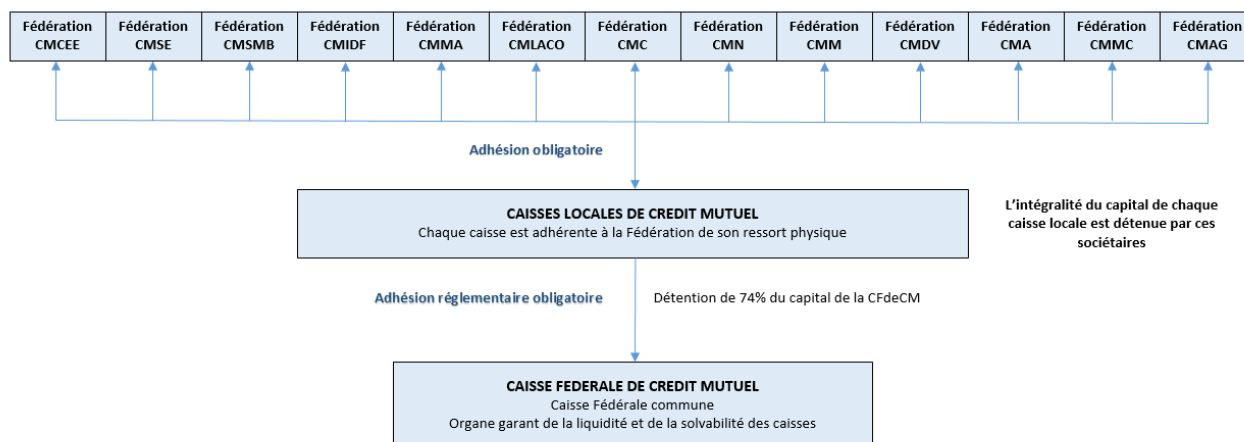 Fédération CMCEE
Fédération CMSE
Fédération CMSMB
Fédération CMIDF
Fédération CMMA
Fédération CMLACO
Fédération CMC
Fédération CMN
Fédération CMM
Fédération CMDV
Fédération CMA
Fédération CMMC
Fédération CMAG
Adhésion obligatoire
CAISSES LOCALES DE CREDIT MUTUEL
Chaque caisse est adhérente à la Fédération de son ressort physique
L'intégralité du capital de chaque
caisse locale est détenue par ces
sociétaires
Adhésion réglementaire obligatoire
Détention de 74% du capital de la CFdeCM
CAISSE FEDERALE DE CREDIT MUTUEL
Caisse Fédérale commune
Organe garant de la liquidité et de la solvabilité des caisses